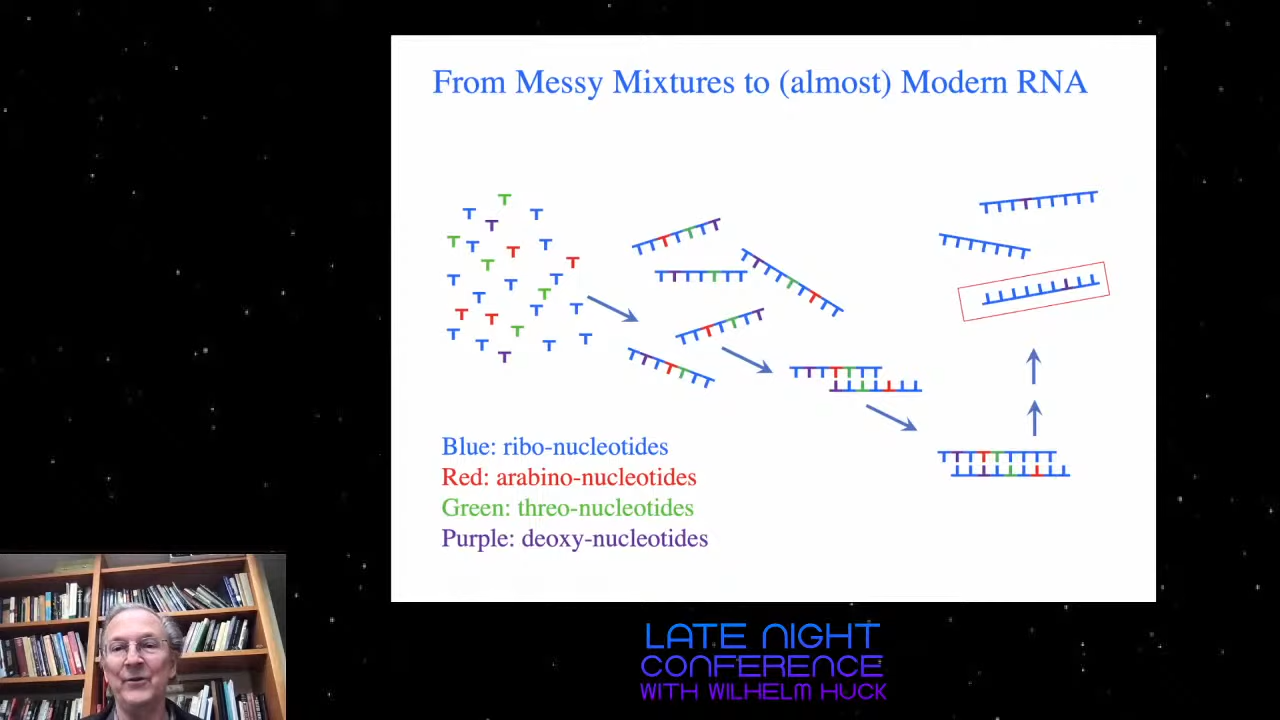 From Messy Mixtures to (almost) Modern RNA
Blue: ribo-nucleotides
Red: arabino-nucleotides
Green: threo-nucleotides
Purple: deoxy-nucleotides
LATE NIGHT
CONFERENCE
WITH WILHELM HUCK